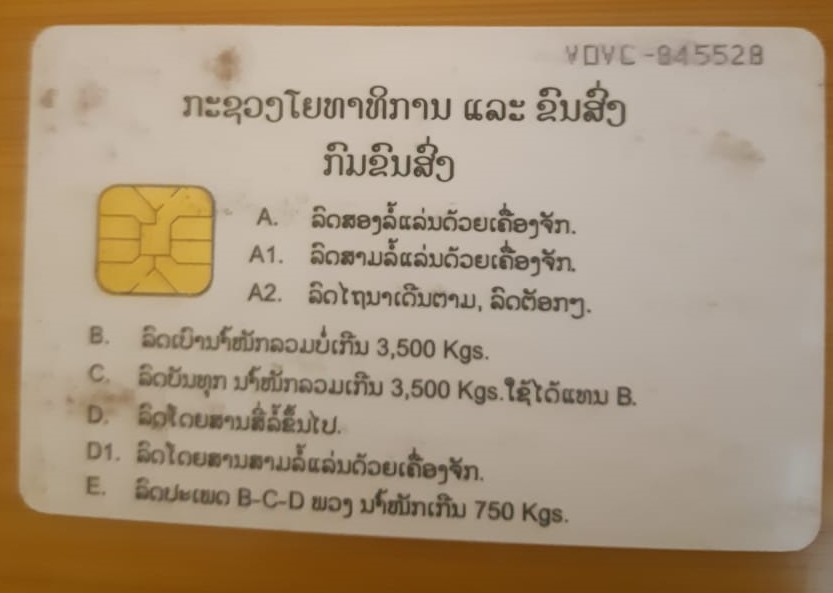 VDVC-845528
ກະຊວງໂຍທາທິການ ແລະ ຂົນສົ່ງ
ກົມຂົນສົ່ງ
A. ລົດສອງລໍ້ແລ່ນດ້ວຍເຄື່ອງຈັກ.
A1. ລົດສາມລໍ້ແລ່ນດ້ວຍເຄື່ອງຈັກ.
A2. ລົດໄຖນາເດີນຕາມ, ລົດຕັອກໆ.
B. ລົດເບົານ້ຳໜັກລວມບໍ່ເກີນ 3,500 Kgs.
C. ລົດບັນທຸກ ນ້ຳໜັກລວມເກີນ 3,500 Kgs.ໃຊ້ໄດ້ແທນ B.
D. ລົດໂດຍສານສີ່ລໍ້ຂຶ້ນໄປ.
D1. ລົດໂດຍສານສາມລໍ້ແລ່ນດ້ວຍເຄື່ອງຈັກ.
E. ລົດປະເພດ B-C-D ພວງ ນ້ຳໜັກເກີນ 750 Kgs.